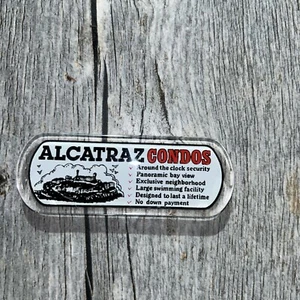 ALCATRAZ CONDOS
Around the clock security
Panoramic bay view
Exclusive neighborhood
Large swimming facility
Designed to last a lifetime
No down payment